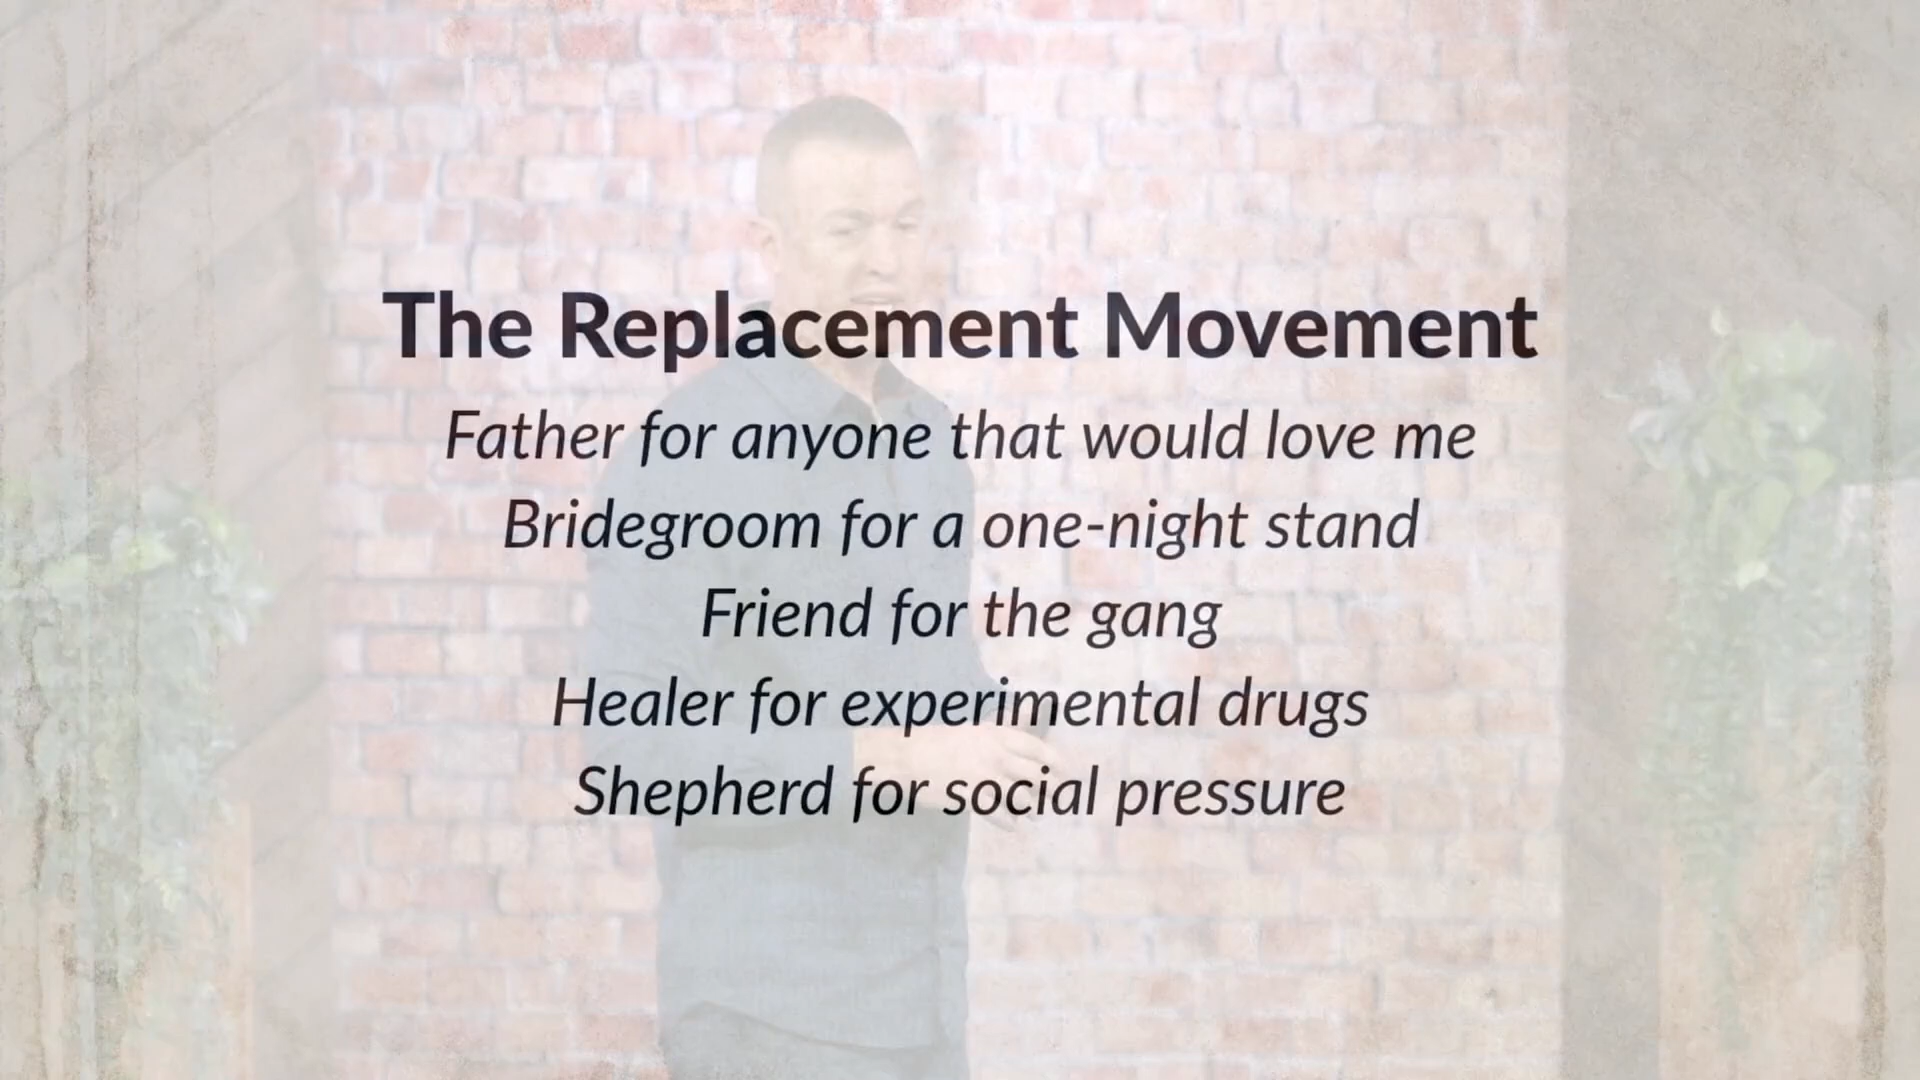 The Replacement Movement
Father for anyone that would love me
Bridegroom for a one-night stand
Friend for the gang
Healer for experimental drugs
Shepherd for social pressure